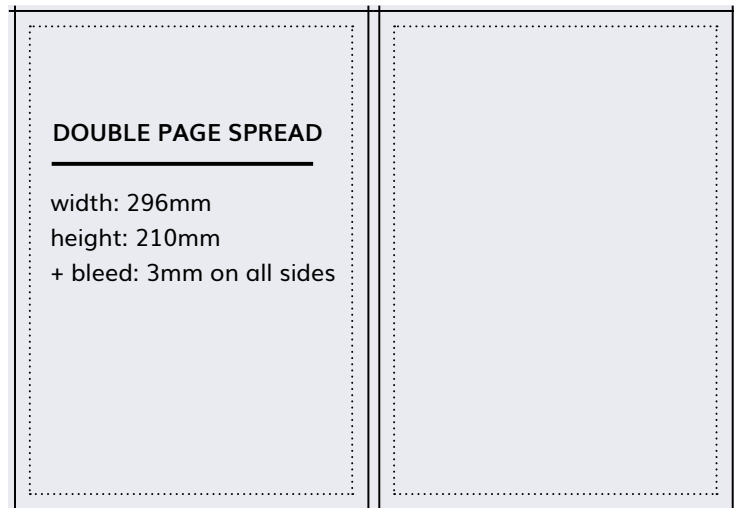 DOUBLE PAGE SPREAD
width: 296mm
height: 210mm
+ bleed: 3mm on all sides